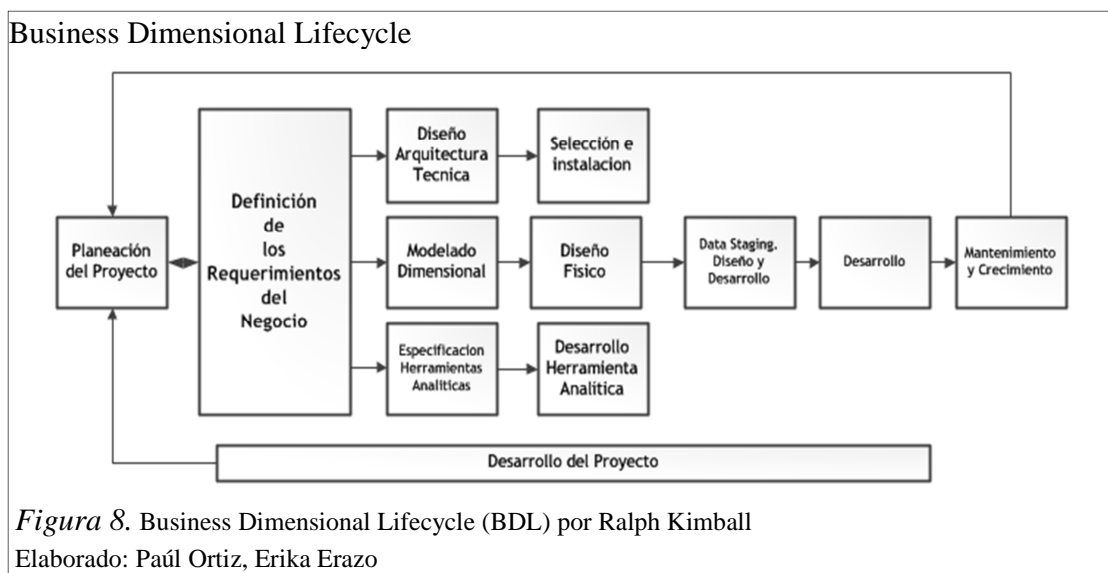 Business Dimensional Lifecycle
Planeación
del Proyecto
Definición
de
los
Requerimientos
del
Negocio
Diseño
Arquitectura
Tecnica
Selección e
instalacion
Modelado
Dimensional
Diseño
Fisico
Data Staging.
Diseño y
Desarrollo
Desarrollo
Mantenimiento
y Crecimiento
Especificacion
Herramientas
Analiticas
Desarrollo
Herramienta
Analitica
Desarrollo del Proyecto
Figura 8. Business Dimensional Lifecycle (BDL) por Ralph Kimball
Elaborado: Paúl Ortiz, Erika Erazo